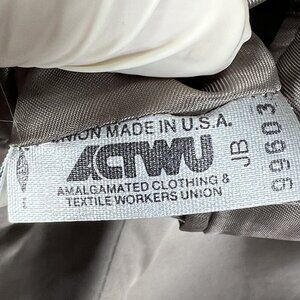 UNION MADE IN U.S.A.
ACTWU
AMALGAMATED CLOTHING &
TEXTILE WORKERS UNION
JB
99603